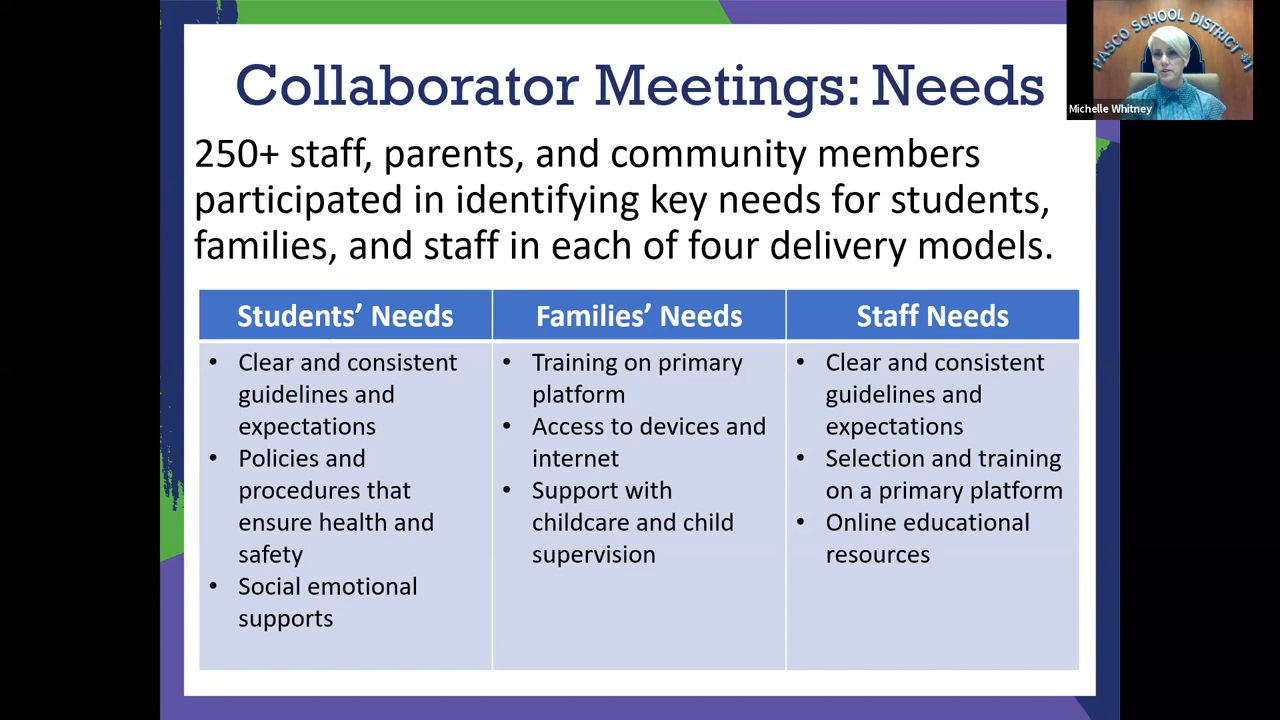 Collaborator Meetings: Needs
PASCO SCHOOL DISTRICT #1
Michelle Whitney
250+ staff, parents, and community members
participated in identifying key needs for students,
families, and staff in each of four delivery models.
Students’ Needs
• Clear and consistent
guidelines and
expectations
• Policies and
procedures that
ensure health and
safety
• Social emotional
supports
Families’ Needs
• Training on primary
platform
• Access to devices and
internet
• Support with
childcare and child
supervision
Staff Needs
• Clear and consistent
guidelines and
expectations
• Selection and training
on a primary platform
• Online educational
resources